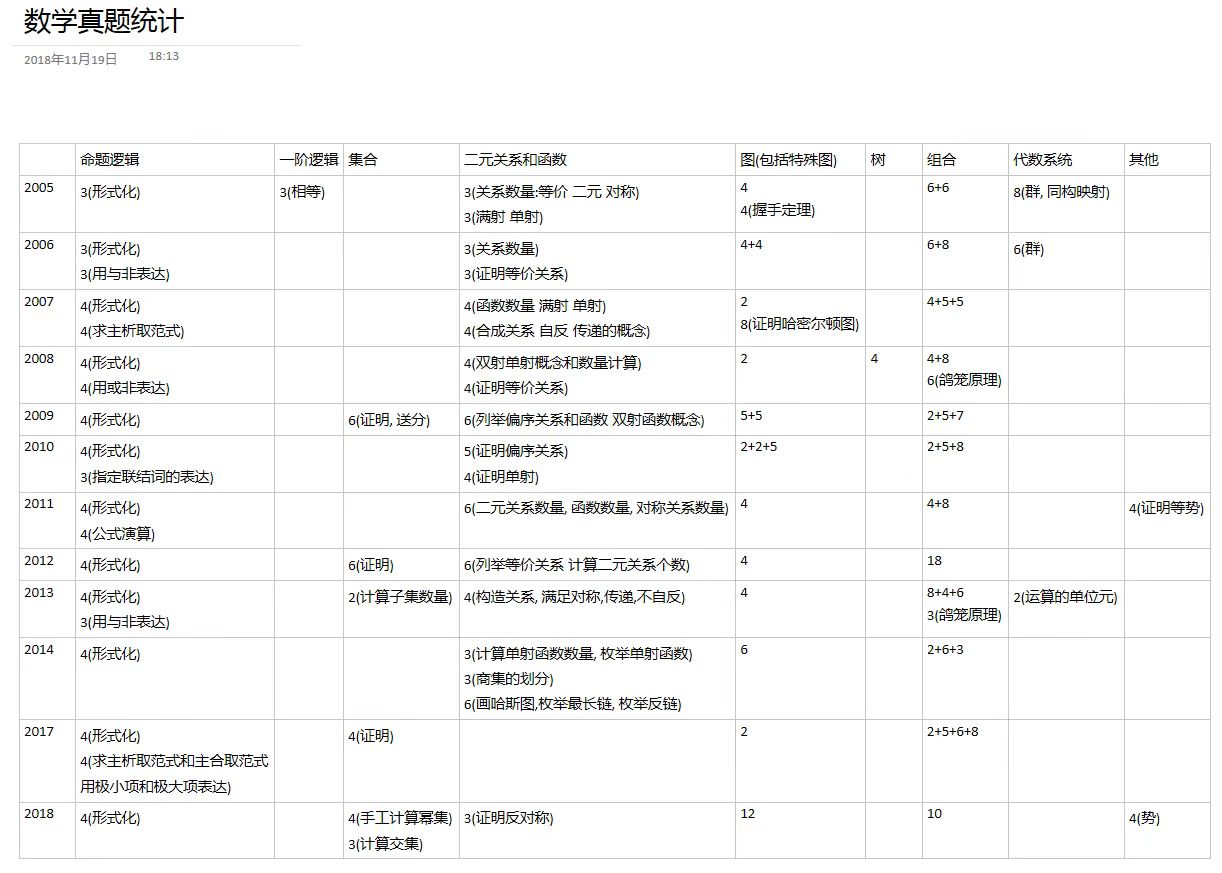 数学真题统计
2018年11月19日 18:13
命题逻辑 一阶逻辑 集合 二元关系和函数 图(包括特殊图) 树 组合 代数系统 其他
2005 3(形式化) 3(相等) 3(关系数量:等价 二元 对称) 4 6+6 8(群, 同构映射)
3(满射 单射) 4(握手定理)
2006 3(形式化) 3(关系数量) 4+4 6+8 6(群)
3(用与非表达) 3(证明等价关系)
2007 4(形式化) 4(函数数量 满射 单射) 2 4+5+5
4(求主析取范式) 4(合成关系 自反 传递的概念) 8(证明哈密尔顿图)
2008 4(形式化) 4(双射单射概念和数量计算) 2 4 4+8
4(用或非表达) 4(证明等价关系) 6(鸽笼原理)
2009 4(形式化) 6(证明, 送分) 6(列举偏序关系和函数 双射函数概念) 5+5 2+5+7
2010 4(形式化) 5(证明偏序关系) 2+2+5 2+5+8
3(指定联结词的表达) 4(证明单射)
2011 4(形式化) 6(二元关系数量, 函数数量, 对称关系数量) 4 4+8 4(证明等势)
4(公式演算)
2012 4(形式化) 6(证明) 6(列举等价关系 计算二元关系个数) 4 18
2013 4(形式化) 2(计算子集数量) 4(构造关系, 满足对称,传递,不自反) 4 8+4+6 2(运算的单位元)
3(用与非表达) 3(鸽笼原理)
2014 4(形式化) 3(计算单射函数数量, 枚举单射函数) 6 2+6+3
3(商集的划分)
6(画哈斯图,枚举最长链, 枚举反链)
2017 4(形式化) 4(证明) 2 2+5+6+8
4(求主析取范式和主合取范式
用极小项和极大项表达)
2018 4(形式化) 4(手工计算幂集) 3(证明反对称) 12 10 4(势)
3(计算交集)